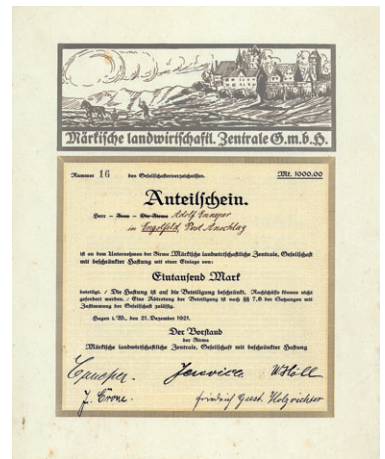 Märkische landwirtschaftl. Zentrale G.m.b.H.
Nummer 16 des Gesellschafterverzeichnisses. Mk. 1000,00
Anteilschein.
Herr – Frau – Die Firma Adolf
in Post
ist an dem Unternehmen der Firma Märkische landwirtschaftliche Zentrale, Gesellschaft
mit beschränkter Haftung mit einer Einlage von:
Eintausend Mark
beteiligt. / Die Haftung ist auf die Beteiligung beschränkt. Nachschüsse können nicht
gefordert werden. / Eine Abtretung der Beteiligung ist nach §§ 7,6 der Satzungen mit
Zustimmung der Gesellschaft zulässig.
Hagen i. W., den 21. Dezember 1921.
Der Vorstand
der Firma
Märkische landwirtschaftliche Zentrale, Gesellschaft mit beschränkter Haftung
W. Höll
J. Crone. Friedrich Gust. Holzrichter